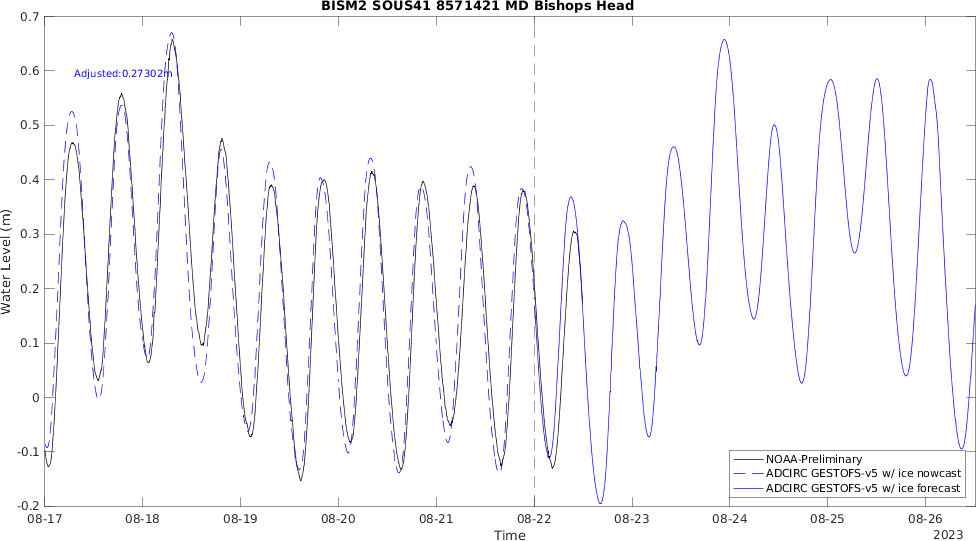 BISM2 SOUS41 8571421 MD Bishops Head
0.7
0.6
0.5
0.4
0.3
0.2
0.1
0
-0.1
-0.2
Water Level (m)
Adjusted:0.27302m
NOAA-Preliminary
ADCIRC GESTOFS-v5 w/ ice nowcast
ADCIRC GESTOFS-v5 w/ ice forecast
08-17 08-18 08-19 08-20 08-21 08-22 08-23 08-24 08-25 08-26
Time
2023